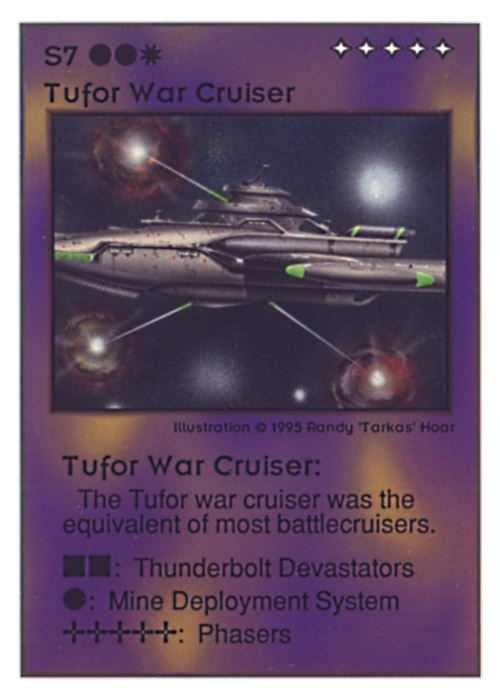 S7
Tufor War Cruiser
Illustration © 1995 Randy 'Tarkas' Hoar
Tufor War Cruiser:
The Tufor war cruiser was the
equivalent of most battlecruisers.
■■: Thunderbolt Devastators
●: Mine Deployment System
✛✛✛✛✛: Phasers